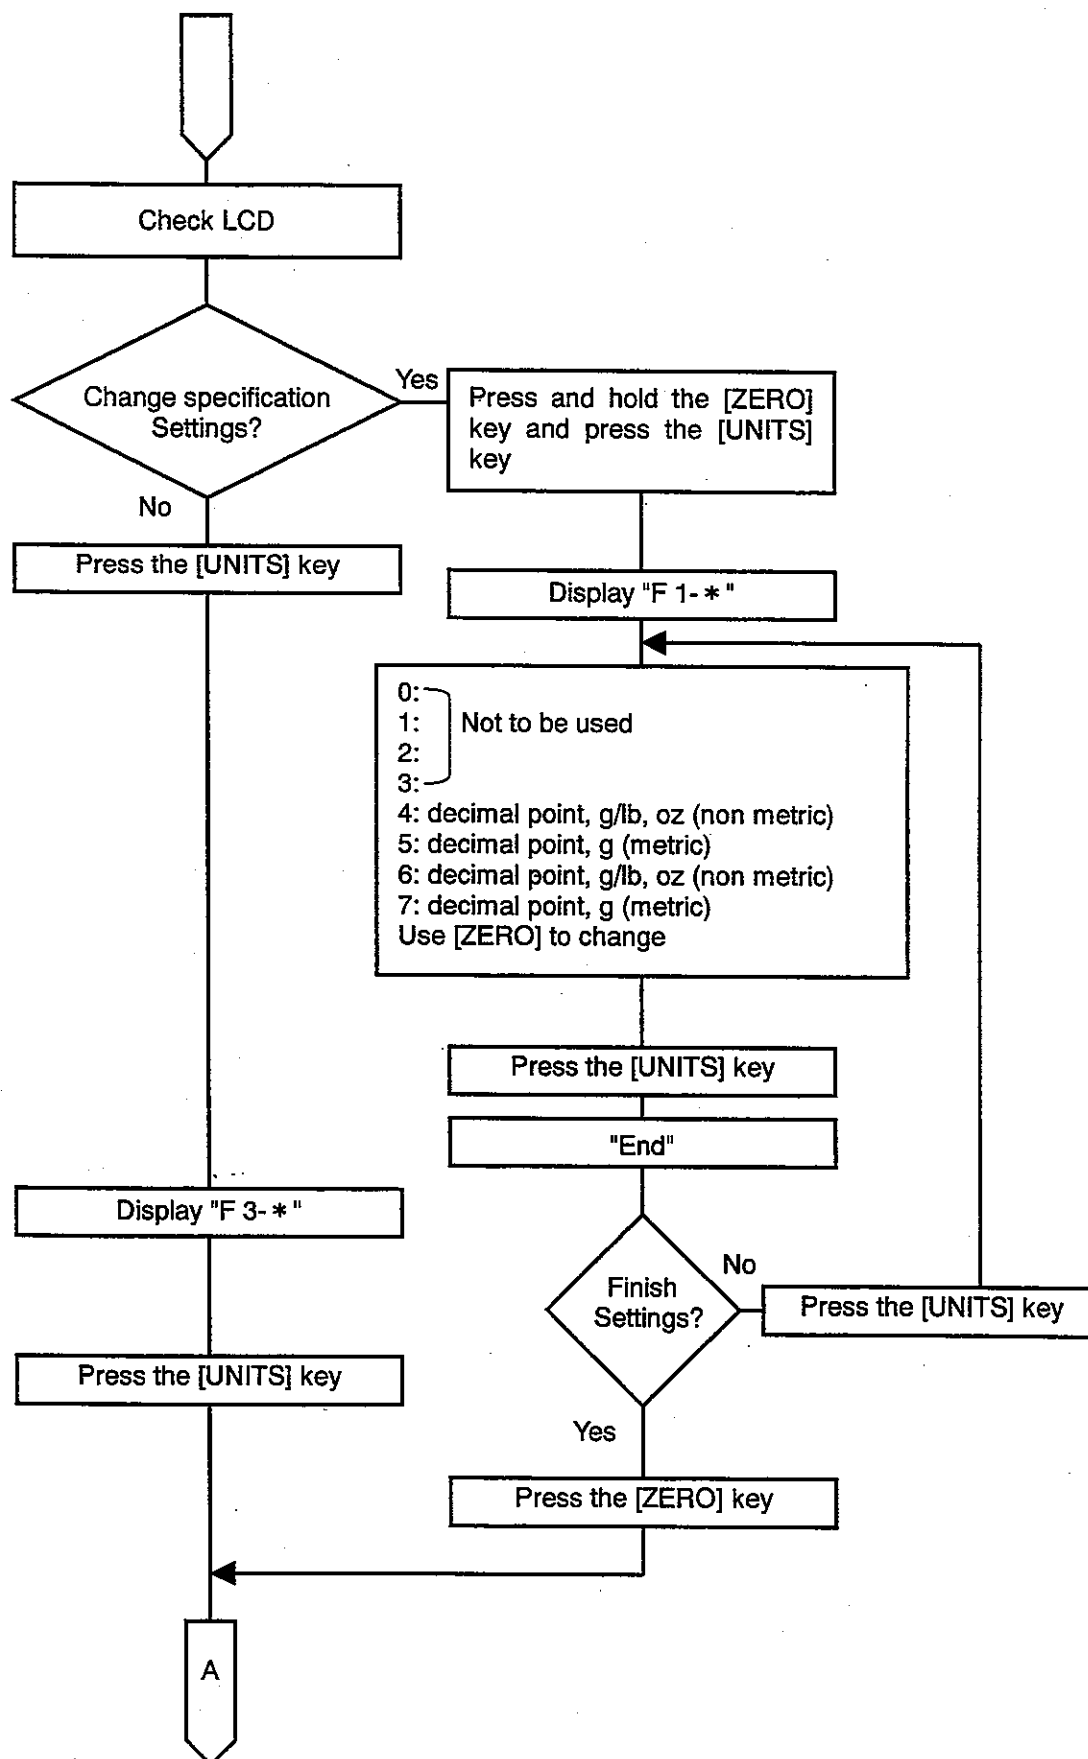 Check LCD
Change specification
Settings?
Yes
Press and hold the [ZERO]
key and press the [UNITS]
key
No
Press the [UNITS] key
Display "F 1-*"
0:
1: Not to be used
2:
3:
4: decimal point, g/lb, oz (non metric)
5: decimal point, g (metric)
6: decimal point, g/lb, oz (non metric)
7: decimal point, g (metric)
Use [ZERO] to change
Press the [UNITS] key
"End"
Display "F 3-*"
Finish
Settings?
No
Press the [UNITS] key
Press the [UNITS] key
Yes
Press the [ZERO] key
A